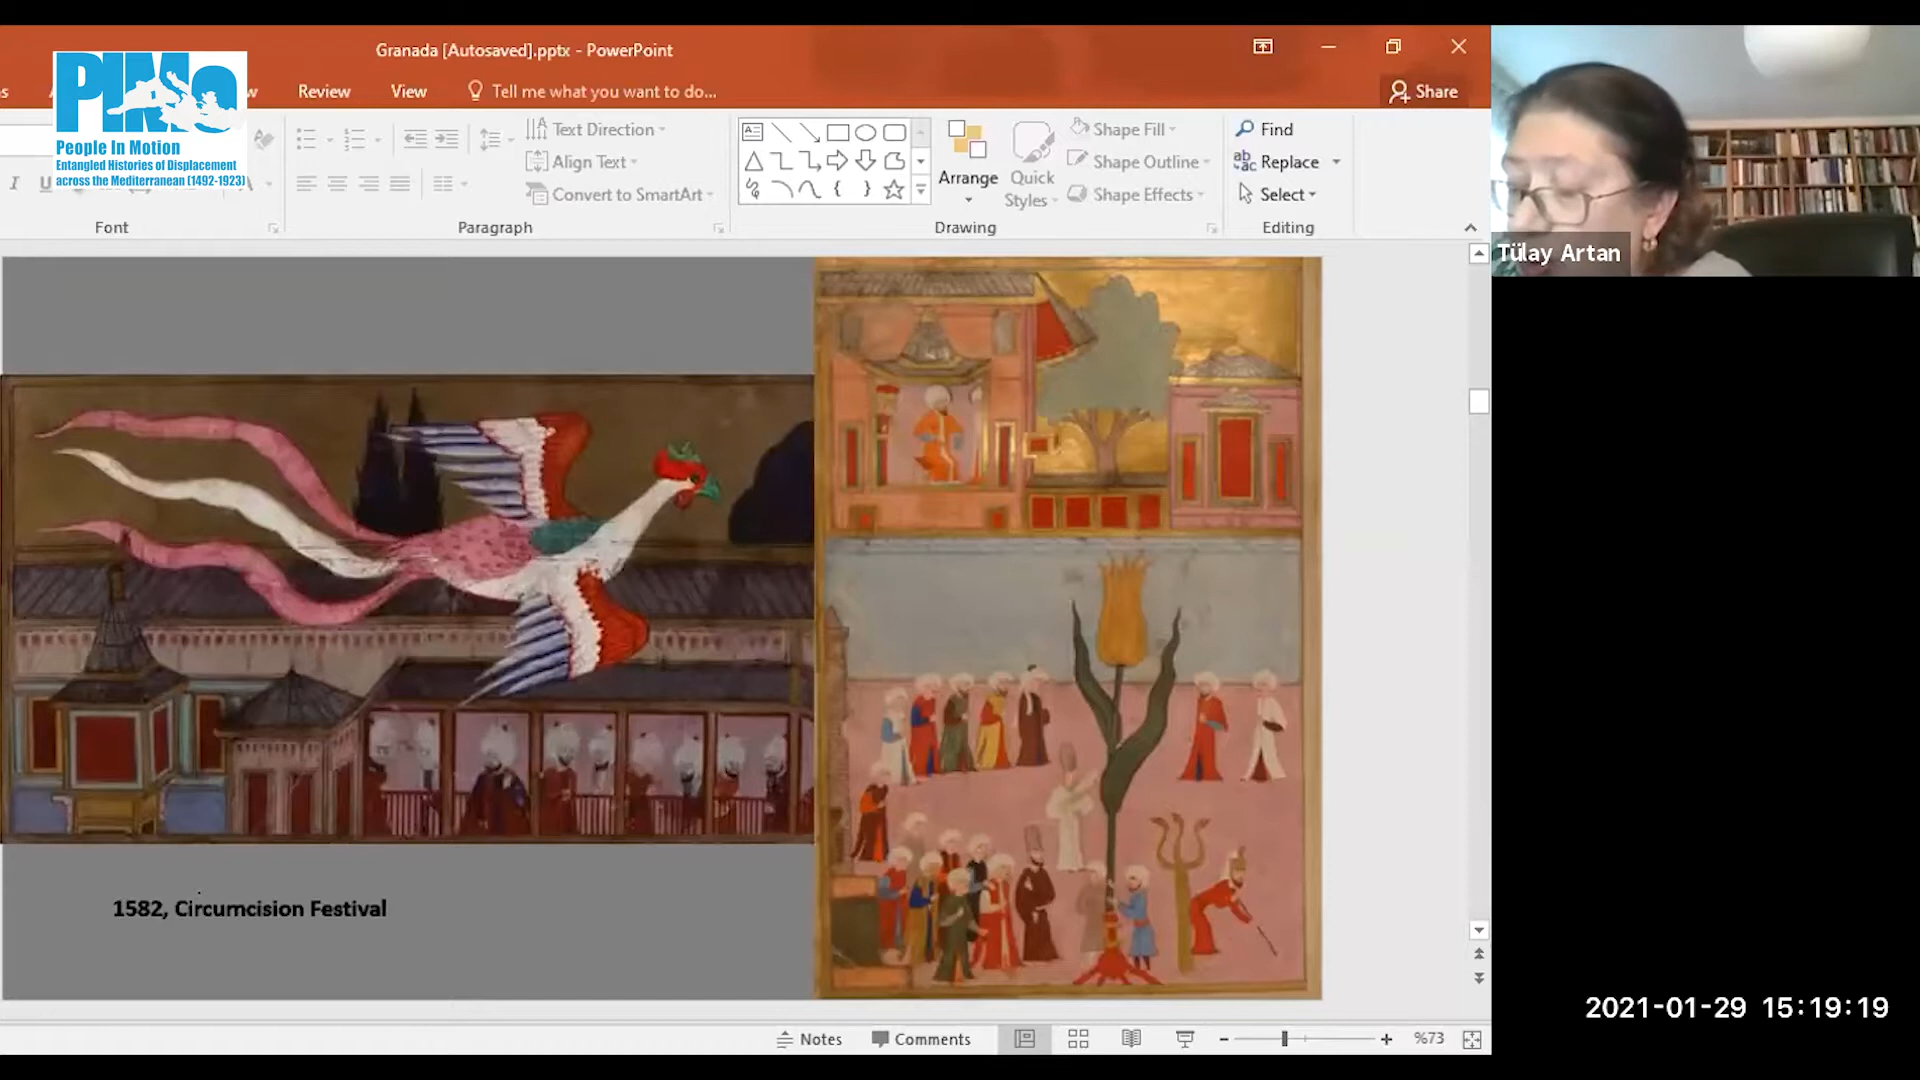 Granada [Autosaved].pptx - PowerPoint
PIMo
People In Motion
Entangled Histories of Displacement
across the Mediterranean (1492-1923)
Review
View
Tell me what you want to do...
Share
Text Direction
Align Text
Convert to SmartArt
Arrange
Quick
Styles
Shape Fill
Shape Outline
Shape Effects
Find
Replace
Select
Font
Paragraph
Drawing
Editing
Tülay Artan
1582, Circumcision Festival
2021-01-29 15:19:19
Notes
Comments
%73